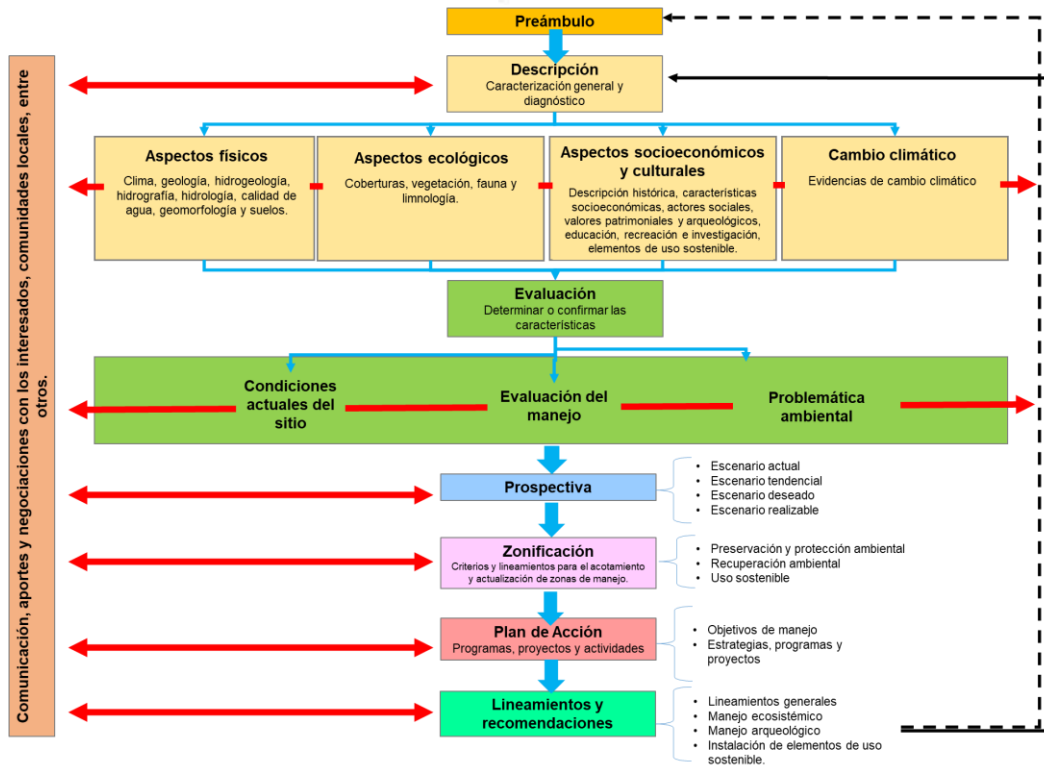 Preámbulo
Comunicación, aportes y negociaciones con los interesados, comunidades locales, entre
otros.
Descripción
Caracterización general y
diagnóstico
Aspectos físicos
Clima, geología, hidrogeología,
hidrografía, hidrología, calidad de
agua, geomorfología y suelos.
Aspectos ecológicos
Coberturas, vegetación, fauna y
limnología.
Aspectos socioeconómicos
y culturales
Descripción histórica, características
socioeconómicas, actores sociales,
valores patrimoniales y arqueológicos,
educación, recreación e investigación,
elementos de uso sostenible.
Cambio climático
Evidencias de cambio climático
Evaluación
Determinar o confirmar las
características
Condiciones
actuales del
sitio
Evaluación del
manejo
Problemática
ambiental
Prospectiva
• Escenario actual
• Escenario tendencial
• Escenario deseado
• Escenario realizable
Zonificación
Criterios y lineamientos para el acotamiento
y actualización de zonas de manejo.
• Preservación y protección ambiental
• Recuperación ambiental
• Uso sostenible
Plan de Acción
Programas, proyectos y actividades
• Objetivos de manejo
• Estrategias, programas y
proyectos
Lineamientos y
recomendaciones
• Lineamientos generales
• Manejo ecosistémico
• Manejo arqueológico
• Instalación de elementos de uso
sostenible.